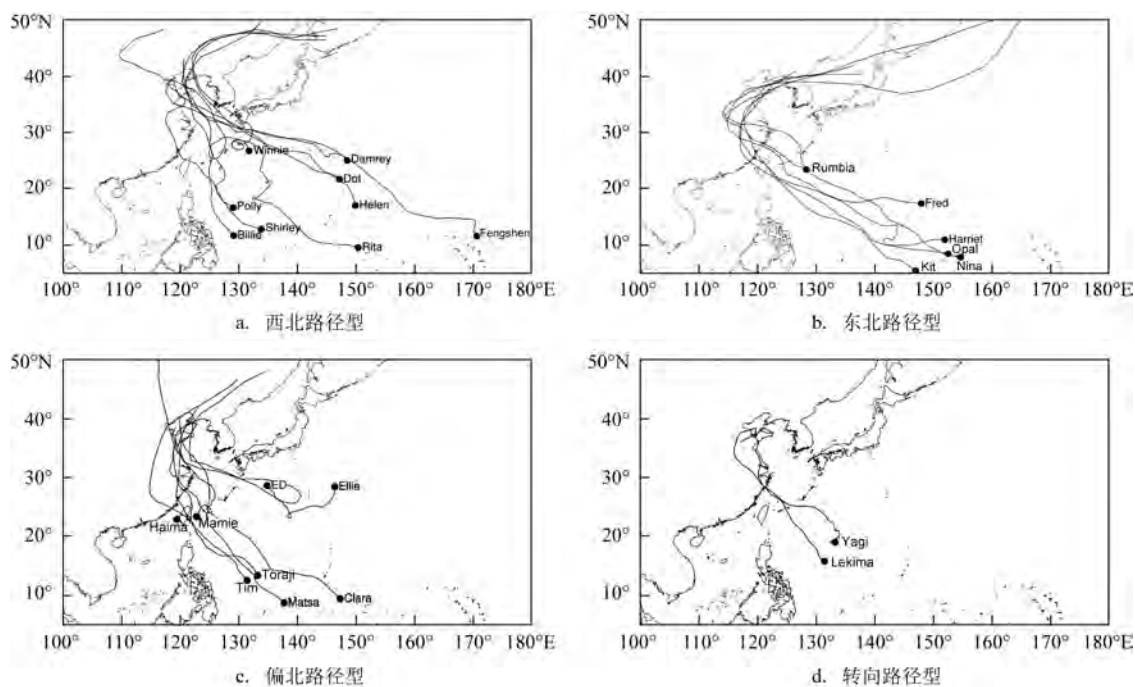 50°N
40°
30°
20°
10°
Winnie
Damrey
Dot
Polly
Helen
Billie
Shirley
Rita
Fengshen
100° 110° 120° 130° 140° 150° 160° 170° 180°E
a. 西北路径型
50°N
40°
30°
20°
10°
Rumbia
Fred
Harriet
Opal
Kit
Nina
100° 110° 120° 130° 140° 150° 160° 170° 180°E
b. 东北路径型
50°N
40°
30°
20°
10°
ED
Ellie
Haima
Mamie
Toraji
Tim
Matsa
Clara
100° 110° 120° 130° 140° 150° 160° 170° 180°E
c. 偏北路径型
50°N
40°
30°
20°
10°
Yagi
Lekima
100° 110° 120° 130° 140° 150° 160° 170° 180°E
d. 转向路径型